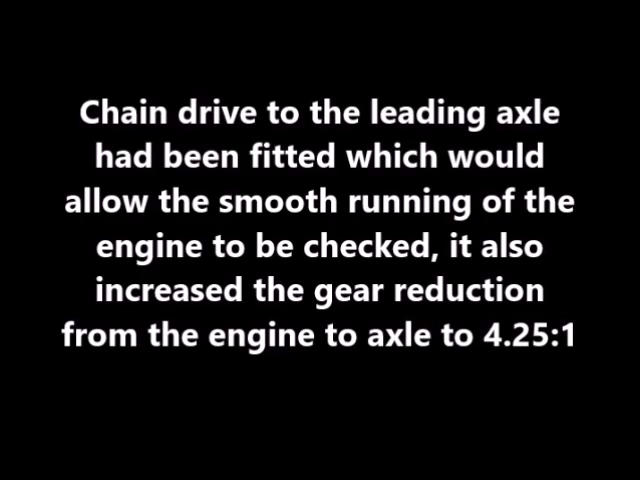 Chain drive to the leading axle
had been fitted which would
allow the smooth running of the
engine to be checked, it also
increased the gear reduction
from the engine to axle to 4.25:1